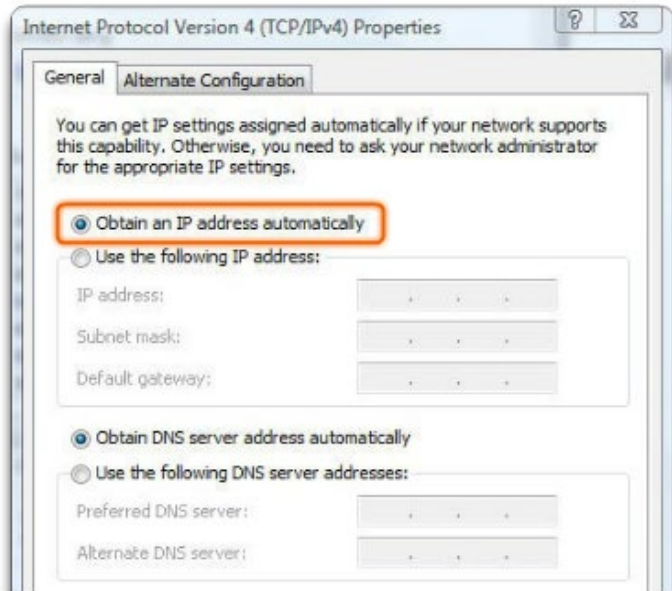 Internet Protocol Version 4 (TCP/IPv4) Properties
General
Alternate Configuration
You can get IP settings assigned automatically if your network supports
this capability. Otherwise, you need to ask your network administrator
for the appropriate IP settings.
Obtain an IP address automatically
Use the following IP address:
IP address:
Subnet mask:
Default gateway:
Obtain DNS server address automatically
Use the following DNS server addresses:
Preferred DNS server:
Alternate DNS server: